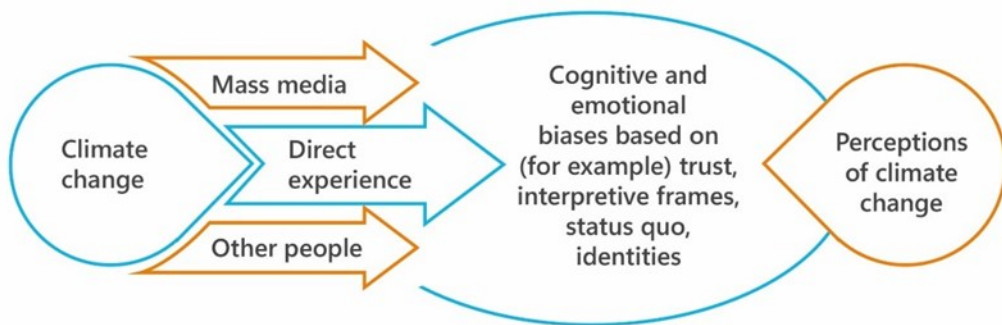 Climate
change
Mass media
Direct
experience
Other people
Cognitive and
emotional
biases based on
(for example) trust,
interpretive frames,
status quo,
identities
Perceptions
of climate
change